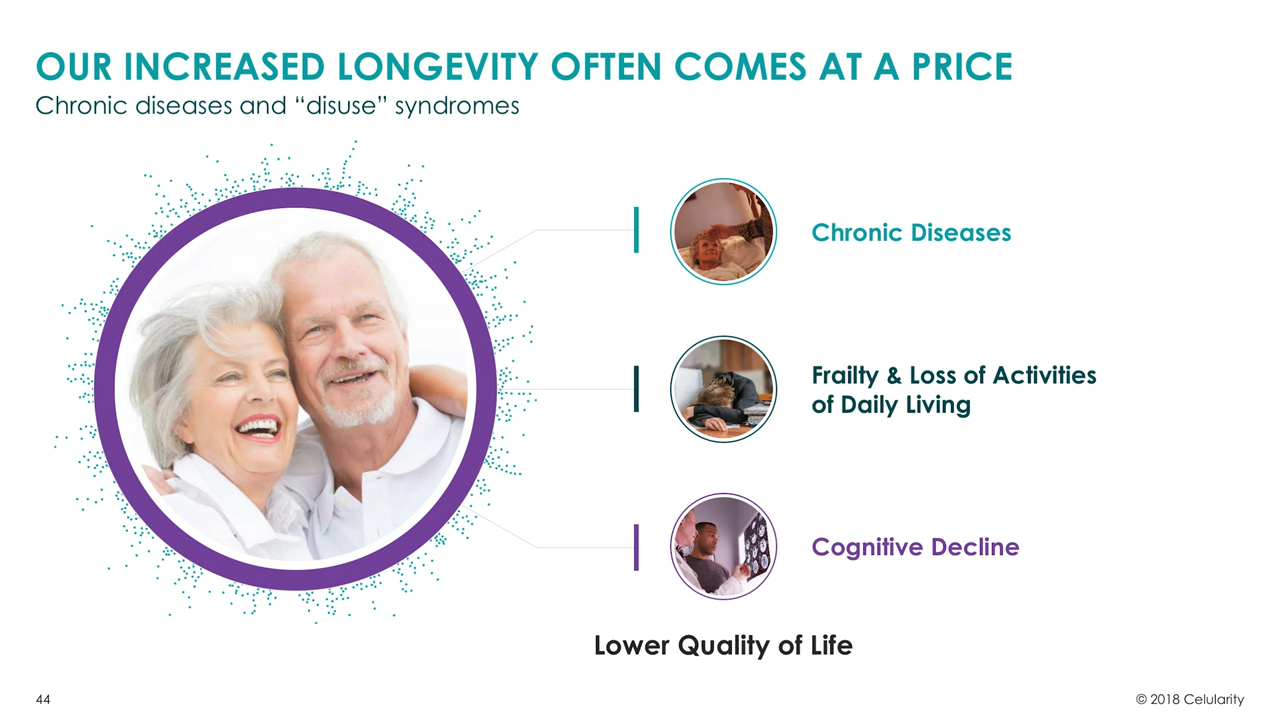 OUR INCREASED LONGEVITY OFTEN COMES AT A PRICE
Chronic diseases and “disuse” syndromes
Chronic Diseases
Frailty & Loss of Activities
of Daily Living
Cognitive Decline
Lower Quality of Life
44
© 2018 Celularity